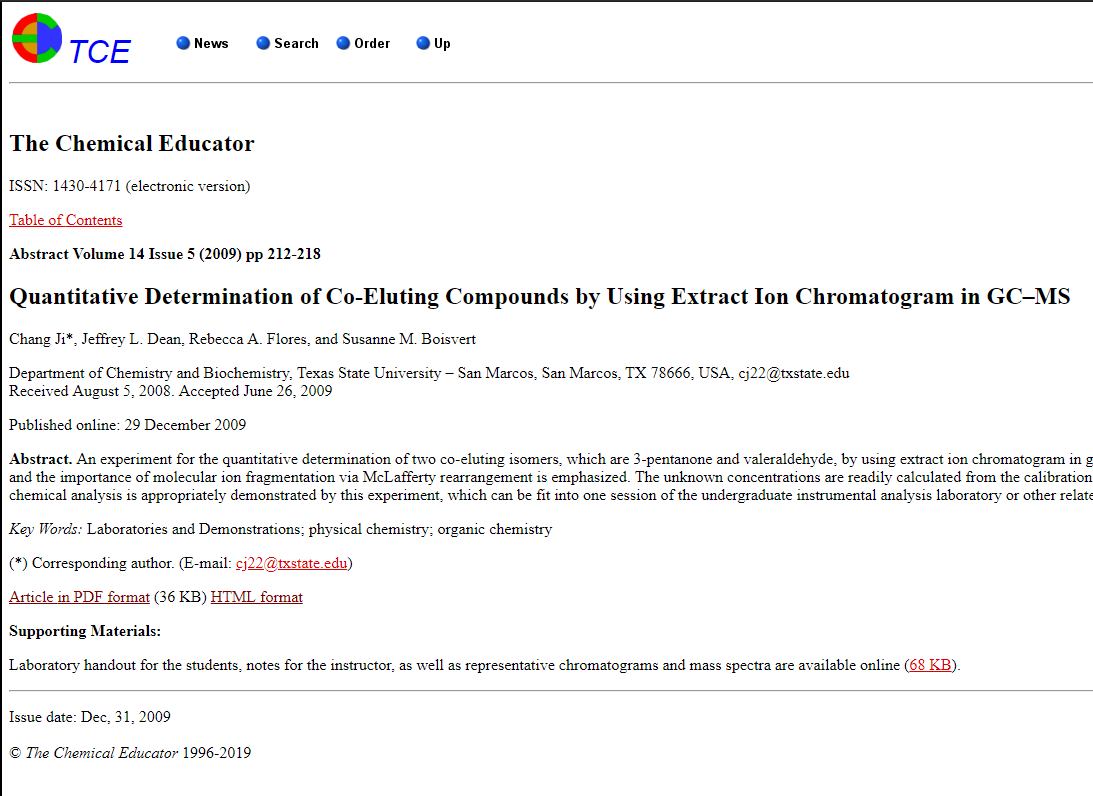 TCE
News Search Order Up
The Chemical Educator
ISSN: 1430-4171 (electronic version)
Table of Contents
Abstract Volume 14 Issue 5 (2009) pp 212-218
Quantitative Determination of Co-Eluting Compounds by Using Extract Ion Chromatogram in GC–MS
Chang Ji*, Jeffrey L. Dean, Rebecca A. Flores, and Susanne M. Boisvert
Department of Chemistry and Biochemistry, Texas State University – San Marcos, San Marcos, TX 78666, USA, cj22@txstate.edu
Received August 5, 2008. Accepted June 26, 2009
Published online: 29 December 2009
Abstract. An experiment for the quantitative determination of two co-eluting isomers, which are 3-pentanone and valeraldehyde, by using extract ion chromatogram in
and the importance of molecular ion fragmentation via McLafferty rearrangement is emphasized. The unknown concentrations are readily calculated from the calibration
chemical analysis is appropriately demonstrated by this experiment, which can be fit into one session of the undergraduate instrumental analysis laboratory or other
Key Words: Laboratories and Demonstrations; physical chemistry; organic chemistry
(*) Corresponding author. (E-mail: cj22@txstate.edu)
Article in PDF format (36 KB) HTML format
Supporting Materials:
Laboratory handout for the students, notes for the instructor, as well as representative chromatograms and mass spectra are available online (68 KB).
Issue date: Dec, 31, 2009
© The Chemical Educator 1996-2019